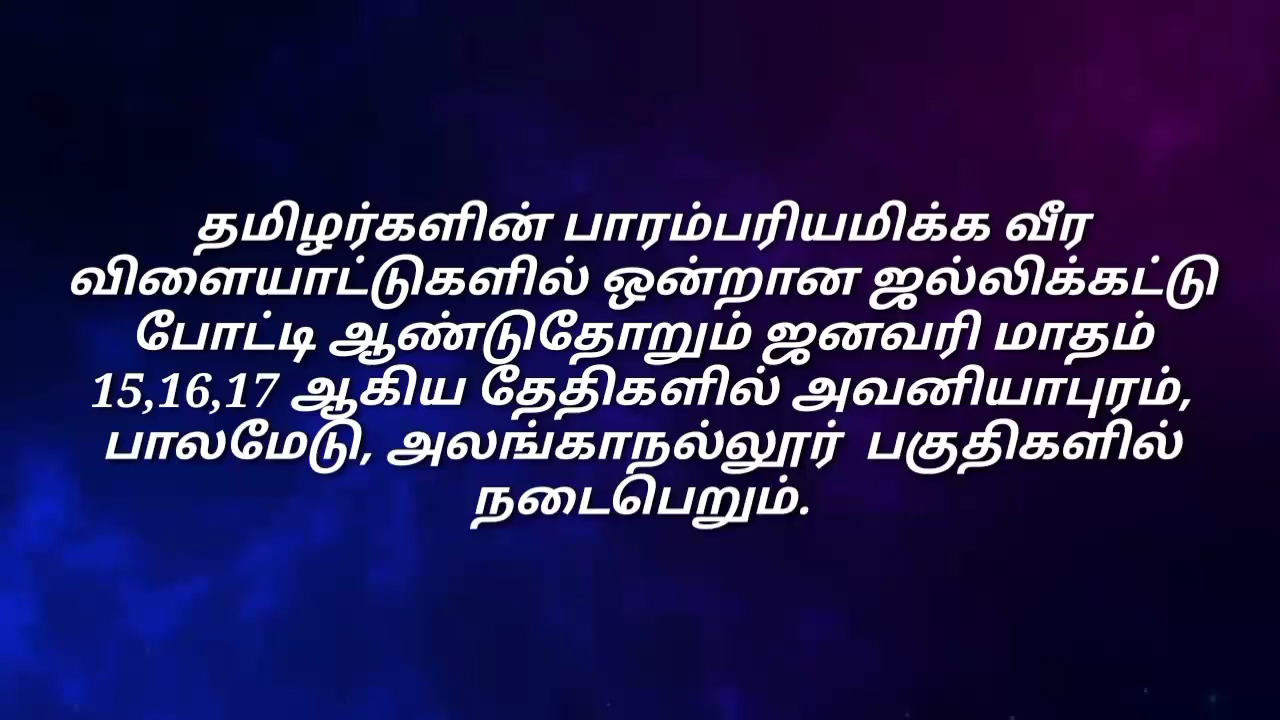 தமிழர்களின் பாரம்பரியமிக்க வீர
விளையாட்டுகளில் ஒன்றான ஜல்லிக்கட்டு
போட்டி ஆண்டுதோறும் ஜனவரி மாதம்
15,16,17 ஆகிய தேதிகளில் அவனியாபுரம்,
பாலமேடு, அலங்காநல்லூர் பகுதிகளில்
நடைபெறும்.